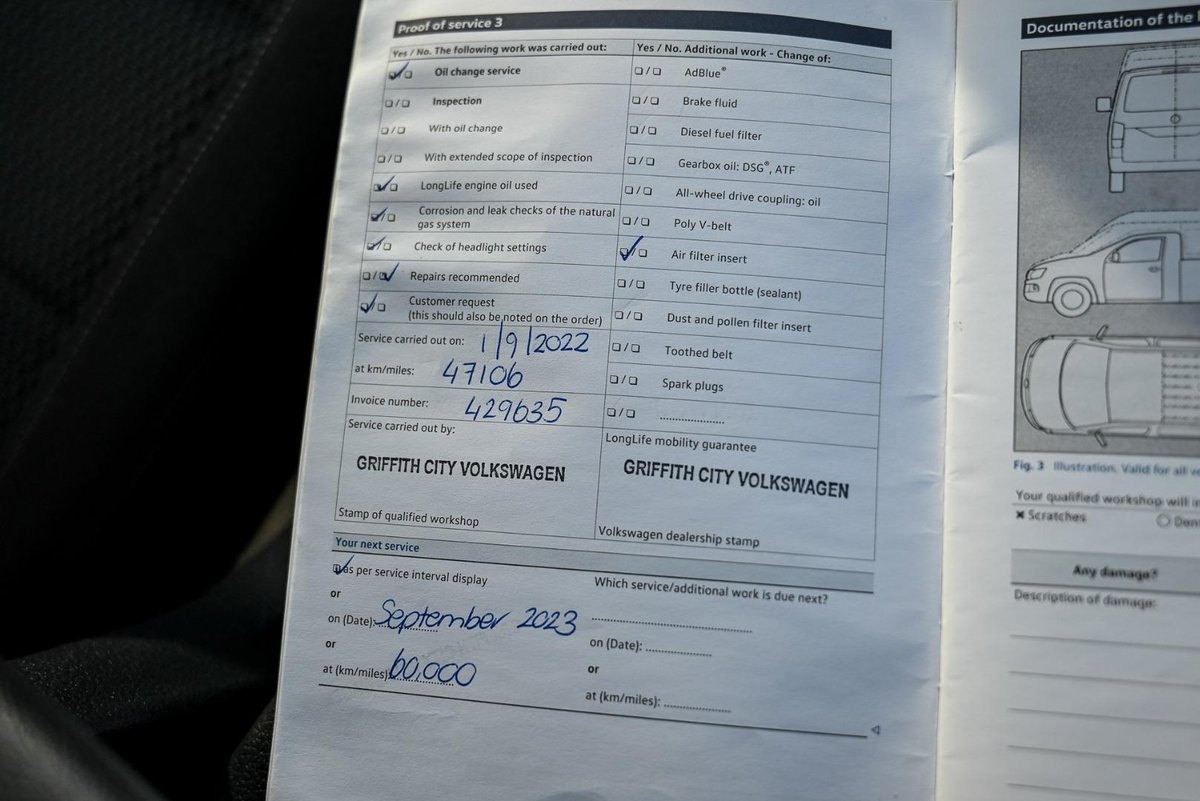 Proof of service 3
Yes / No. The following work was carried out:
☑/☐ Oil change service
☐/☐ Inspection
☐/☐ With oil change
☐/☐ With extended scope of inspection
☑/☐ LongLife engine oil used
☑/☐ Corrosion and leak checks of the natural
gas system
☑/☐ Check of headlight settings
☐/☑ Repairs recommended
☑/☐ Customer request
(this should also be noted on the order)
Service carried out on: 1/9/2022
at km/miles: 47106
Invoice number: 429635
Service carried out by:
GRIFFITH CITY VOLKSWAGEN
Stamp of qualified workshop
Yes / No. Additional work - Change of:
☐/☐ AdBlue®
☐/☐ Brake fluid
☐/☐ Diesel fuel filter
☐/☐ Gearbox oil: DSG®, ATF
☐/☐ All-wheel drive coupling: oil
☐/☐ Poly V-belt
☑/☐ Air filter insert
☐/☐ Tyre filler bottle (sealant)
☐/☐ Dust and pollen filter insert
☐/☐ Toothed belt
☐/☐ Spark plugs
☐/☐ ....................
LongLife mobility guarantee
GRIFFITH CITY VOLKSWAGEN
Volkswagen dealership stamp
Your next service
☑ as per service interval display
or
on (Date): September 2023
or
at (km/miles) 60,000
Which service/additional work is due next?
on (Date): ....................
or
at (km/miles): ....................
Documentation of the
Fig. 3 Illustration. Valid for all
Your qualified workshop will
✖ Scratches
Any damage?
Description of damage: